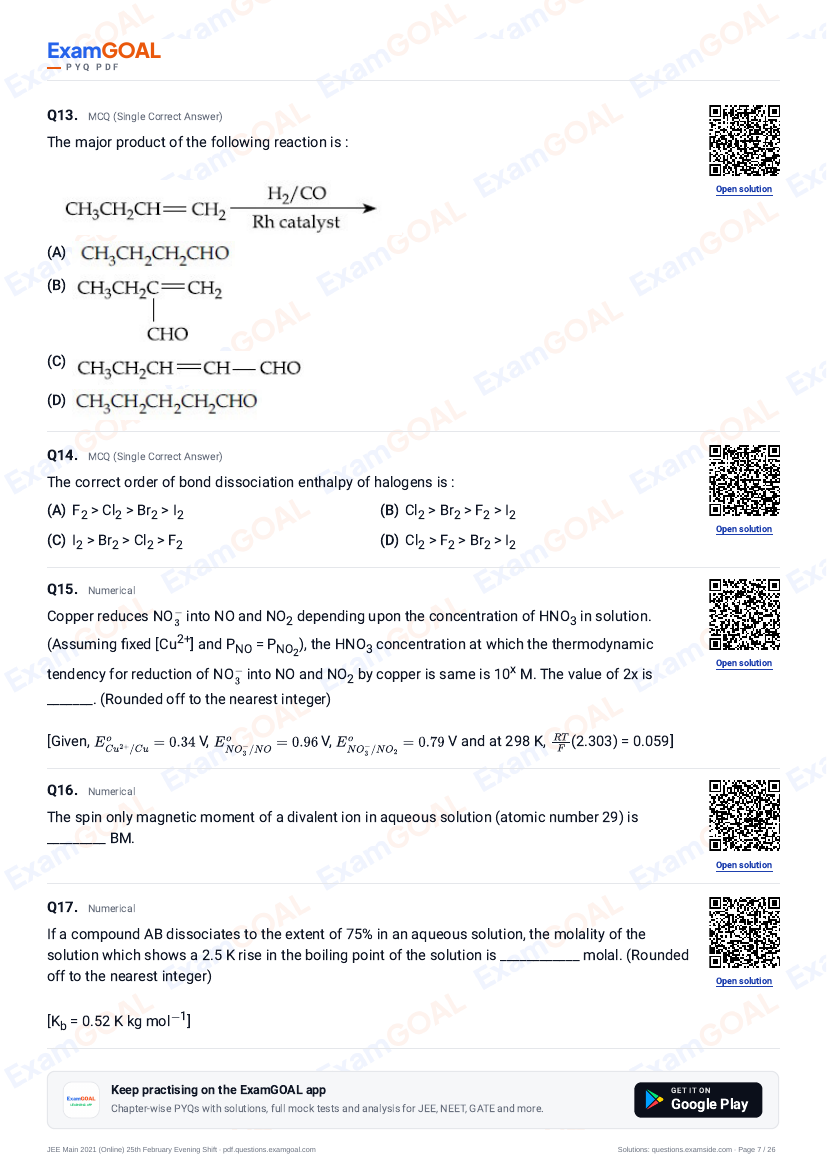 ExamGOAL
PYQ PDF
Q13. MCQ (Single Correct Answer)
The major product of the following reaction is :
Open solution
CH₃CH₂CH═CH₂ H₂/CO Rh catalyst
(A) CH₃CH₂CH₂CHO
(B) CH₃CH₂C═CH₂
CHO
(C) CH₃CH₂CH═CH—CHO
(D) CH₃CH₂CH₂CH₂CHO
Q14. MCQ (Single Correct Answer)
The correct order of bond dissociation enthalpy of halogens is :
(A) F₂ > Cl₂ > Br₂ > I₂ (B) Cl₂ > Br₂ > F₂ > I₂
(C) I₂ > Br₂ > Cl₂ > F₂ (D) Cl₂ > F₂ > Br₂ > I₂
Open solution
Q15. Numerical
Copper reduces NO₃⁻ into NO and NO₂ depending upon the concentration of HNO₃ in solution.
(Assuming fixed [Cu²⁺] and P_NO = P_NO₂), the HNO₃ concentration at which the thermodynamic
tendency for reduction of NO₃⁻ into NO and NO₂ by copper is same is 10ˣ M. The value of 2x is
_______. (Rounded off to the nearest integer)
Open solution
[Given, E°_Cu²⁺/Cu = 0.34 V, E°_NO₃⁻/NO = 0.96 V, E°_NO₃⁻/NO₂ = 0.79 V and at 298 K, RT/F (2.303) = 0.059]
Q16. Numerical
The spin only magnetic moment of a divalent ion in aqueous solution (atomic number 29) is
_________ BM.
Open solution
Q17. Numerical
If a compound AB dissociates to the extent of 75% in an aqueous solution, the molality of the
solution which shows a 2.5 K rise in the boiling point of the solution is ____________ molal. (Rounded
off to the nearest integer)
Open solution
[K_b = 0.52 K kg mol⁻¹]
ExamGOAL
Keep practising on the ExamGOAL app
Chapter-wise PYQs with solutions, full mock tests and analysis for JEE, NEET, GATE and more.
GET IT ON
Google Play
JEE Main 2021 (Online) 25th February Evening Shift · pdf.questions.examgoal.com
Solutions: questions.examside.com · Page 7 / 26